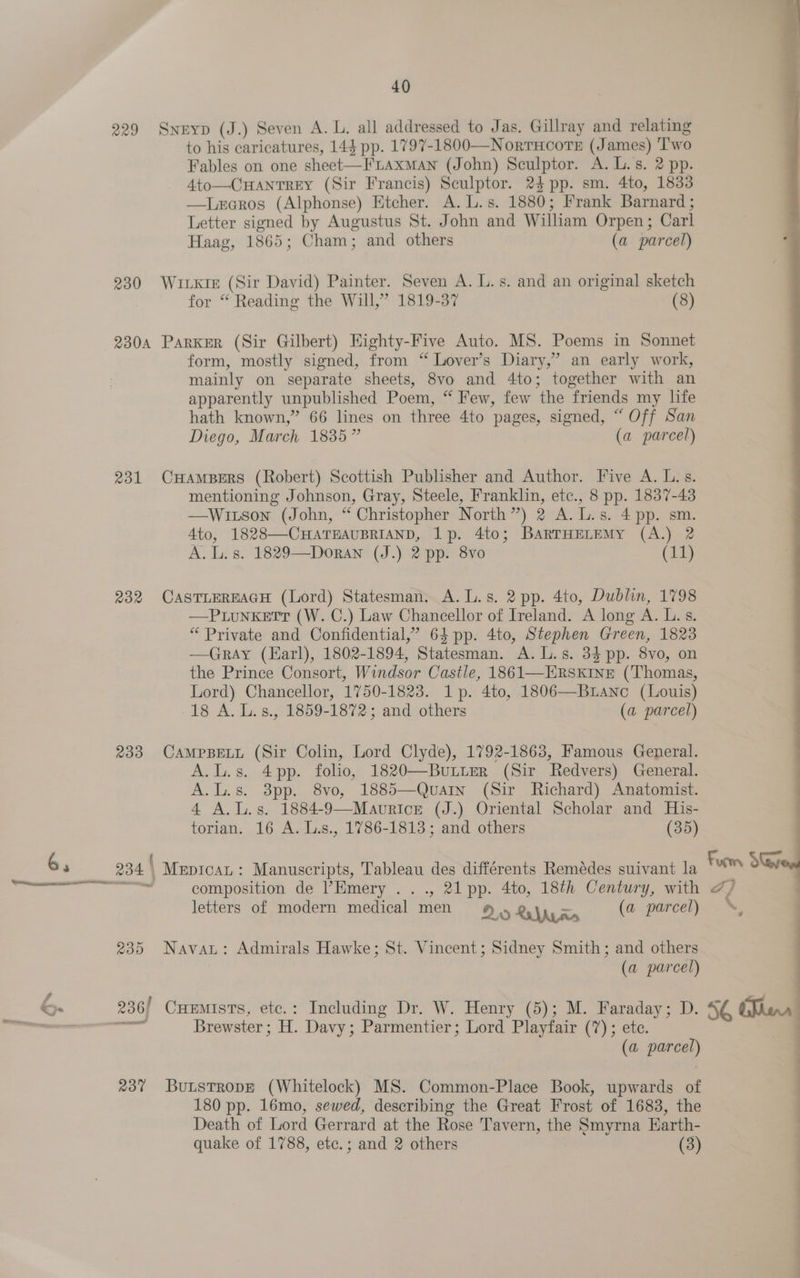 40
229 SNEYD (J.) Seven A. L. all addressed to Jas. Gillray and relating
to his caricatures, 14½ pp. 1797-1800—NORTHCOTE (James) Two
Fables on one sheet—FLAXMAN (John) Sculptor. A. L. s. 2 pp.
4to—CHANTREY (Sir Francis) Sculptor. 2½ pp. sm. 4to, 1833
—LEGROS (Alphonse) Etcher. A. L. s. 1880; Frank Barnard;
Letter signed by Augustus St. John and William Orpen; Carl
Haag, 1865; Cham; and others (a parcel)
230 WILKIE (Sir David) Painter. Seven A. L. s. and an original sketch
for “Reading the Will,” 1819-37 (8)
230A PARKER (Sir Gilbert) Eighty-Five Auto. MS. Poems in Sonnet
form, mostly signed, from “Lover’s Diary,” an early work,
mainly on separate sheets, 8vo and 4to; together with an
apparently unpublished Poem, “Few, few the friends my life
hath known,” 66 lines on three 4to pages, signed, “Off San
Diego, March 1835” (a parcel)
231 CHAMBERS (Robert) Scottish Publisher and Author. Five A. L. s.
mentioning Johnson, Gray, Steele, Franklin, etc., 8 pp. 1837-43
—WILSON (John, “Christopher North”) 2 A. L. s. 4 pp. sm.
4to, 1828—CHATEAUBRIAND, 1 p. 4to; BARTHELEMY (A.) 2
A. L. s. 1829—DORAN (J.) 2 pp. 8vo (11)
232 CASTLEREAGH (Lord) Statesman. A. L. s. 2 pp. 4to, Dublin, 1798
—PLUNKETT (W. C.) Law Chancellor of Ireland. A long A. L. s.
“Private and Confidential,” 6½ pp. 4to, Stephen Green, 1823
—GRAY (Earl), 1802-1894, Statesman. A. L. s. 3½ pp. 8vo, on
the Prince Consort, Windsor Castle, 1861—ERSKINE (Thomas,
Lord) Chancellor, 1750-1823. 1 p. 4to, 1806—BLANC (Louis)
18 A. L. s., 1859-1872; and others (a parcel)
233 CAMPBELL (Sir Colin, Lord Clyde), 1792-1863, Famous General.
A. L. s. 4 pp. folio, 1820—BULLER (Sir Redvers) General.
A. L. s. 3pp. 8vo, 1885—QUAIN (Sir Richard) Anatomist.
4 A. L. s. 1884-9—MAURICE (J.) Oriental Scholar and His-
torian. 16 A. L.s., 1786-1813; and others (35)
234 MEDICAL: Manuscripts, Tableau des différents Remédes suivant la
composition de l’Emery . . ., 21 pp. 4to, 18th Century, with
letters of modern medical men (a parcel)
235 NAVAL: Admirals Hawke; St. Vincent; Sidney Smith; and others
(a parcel)
236 CHEMISTS, etc.: Including Dr. W. Henry (5); M. Faraday; D.
Brewster; H. Davy; Parmentier; Lord Playfair (7); etc.
(a parcel)
237 BULSTRODE (Whitelock) MS. Common-Place Book, upwards of
180 pp. 16mo, sewed, describing the Great Frost of 1683, the
Death of Lord Gerrard at the Rose Tavern, the Smyrna Earth-
quake of 1788, etc.; and 2 others (3)